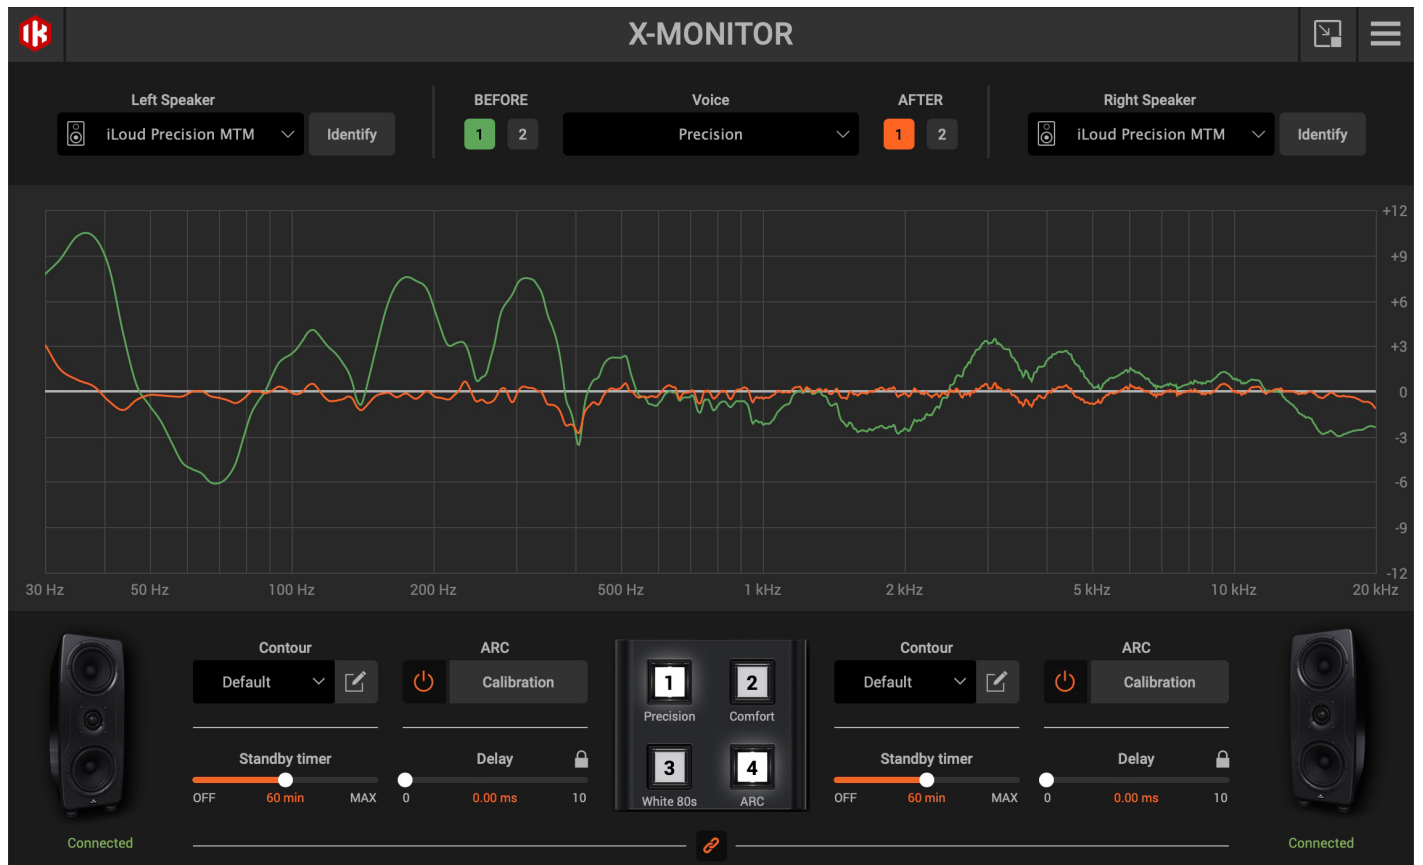 IK
X-MONITOR
Left Speaker
BEFORE
Voice
AFTER
Right Speaker
iLoud Precision MTM
Identify
1
2
Precision
1
2
iLoud Precision MTM
Identify
+12
+9
+6
+3
0
-3
-6
-9
-12
30 Hz
50 Hz
100 Hz
200 Hz
500 Hz
1 kHz
2 kHz
5 kHz
10 kHz
20 kHz
Contour
ARC
Default
Calibration
Standby timer
Delay
OFF
60 min
MAX
0
0.00 ms
10
Connected
1
2
Precision
Comfort
3
4
White 80s
ARC
Contour
ARC
Default
Calibration
Standby timer
Delay
OFF
60 min
MAX
0
0.00 ms
10
Connected